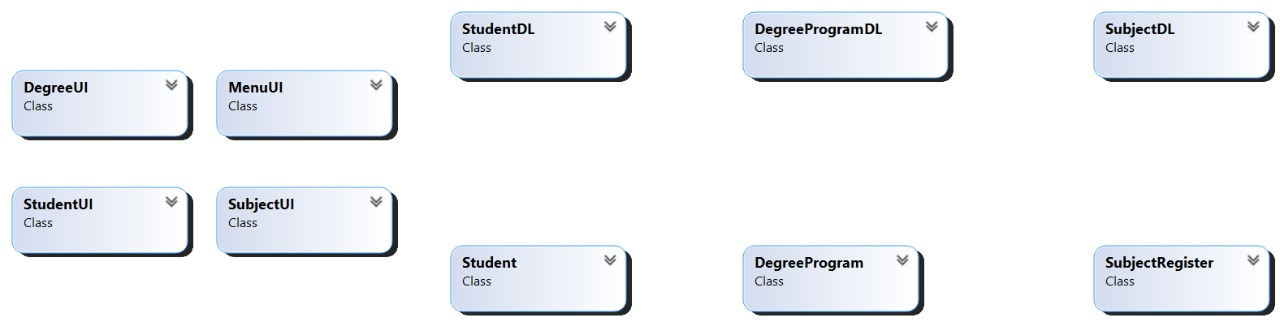 StudentDL
Class
DegreeProgramDL
Class
SubjectDL
Class
DegreeUI
Class
MenuUI
Class
StudentUI
Class
SubjectUI
Class
Student
Class
DegreeProgram
Class
SubjectRegister
Class